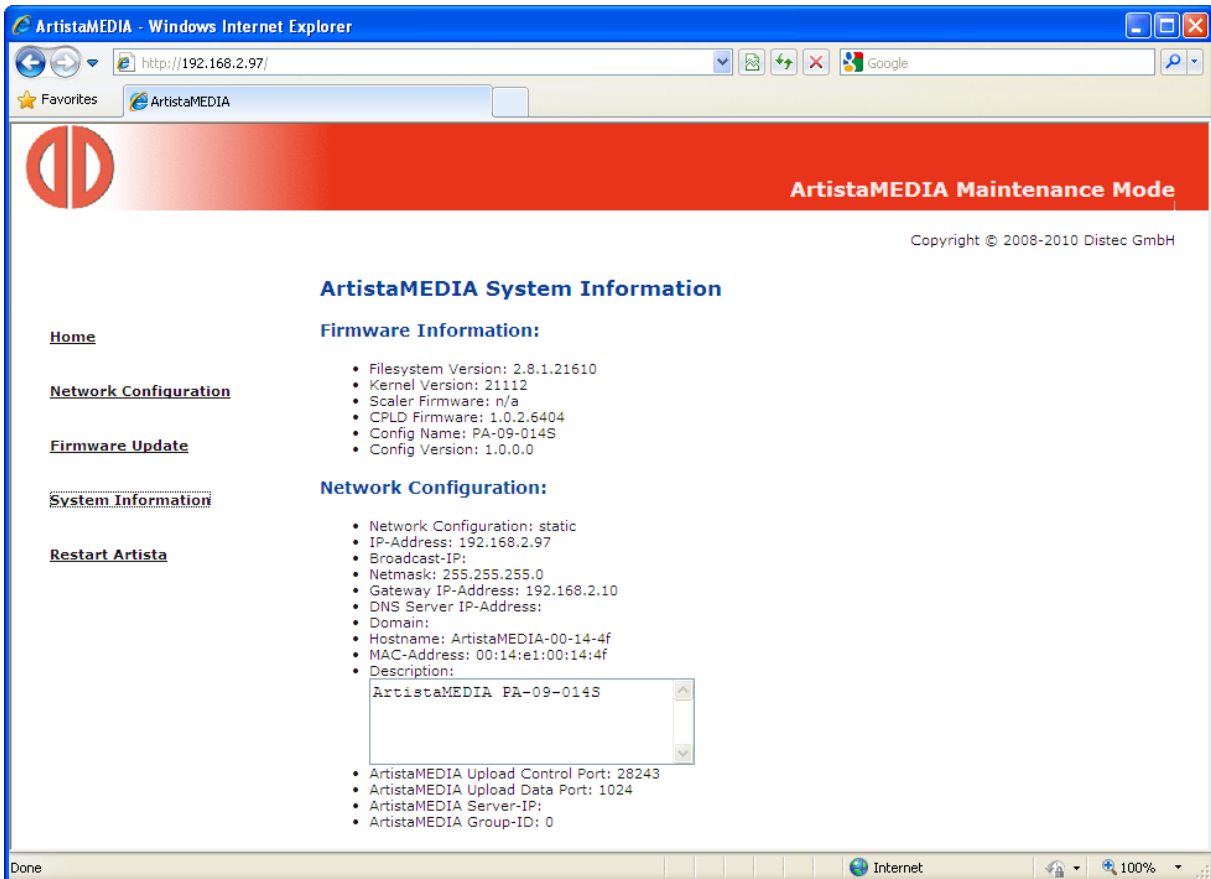 ArtistaMEDIA - Windows Internet Explorer
http://192.168.2.97/
Google
Favorites
ArtistaMEDIA
ArtistaMEDIA Maintenance Mode
Copyright © 2008-2010 Distec GmbH
ArtistaMEDIA System Information
Home
Network Configuration
Firmware Update
System Information
Restart Artista
Firmware Information:
• Filesystem Version: 2.8.1.21610
• Kernel Version: 21112
• Scaler Firmware: n/a
• CPLD Firmware: 1.0.2.6404
• Config Name: PA-09-014S
• Config Version: 1.0.0.0
Network Configuration:
• Network Configuration: static
• IP-Address: 192.168.2.97
• Broadcast-IP:
• Netmask: 255.255.255.0
• Gateway IP-Address: 192.168.2.10
• DNS Server IP-Address:
• Domain:
• Hostname: ArtistaMEDIA-00-14-4f
• MAC-Address: 00:14:e1:00:14:4f
• Description:
ArtistaMEDIA PA-09-014S
• ArtistaMEDIA Upload Control Port: 28243
• ArtistaMEDIA Upload Data Port: 1024
• ArtistaMEDIA Server-IP:
• ArtistaMEDIA Group-ID: 0
Done
Internet
100%